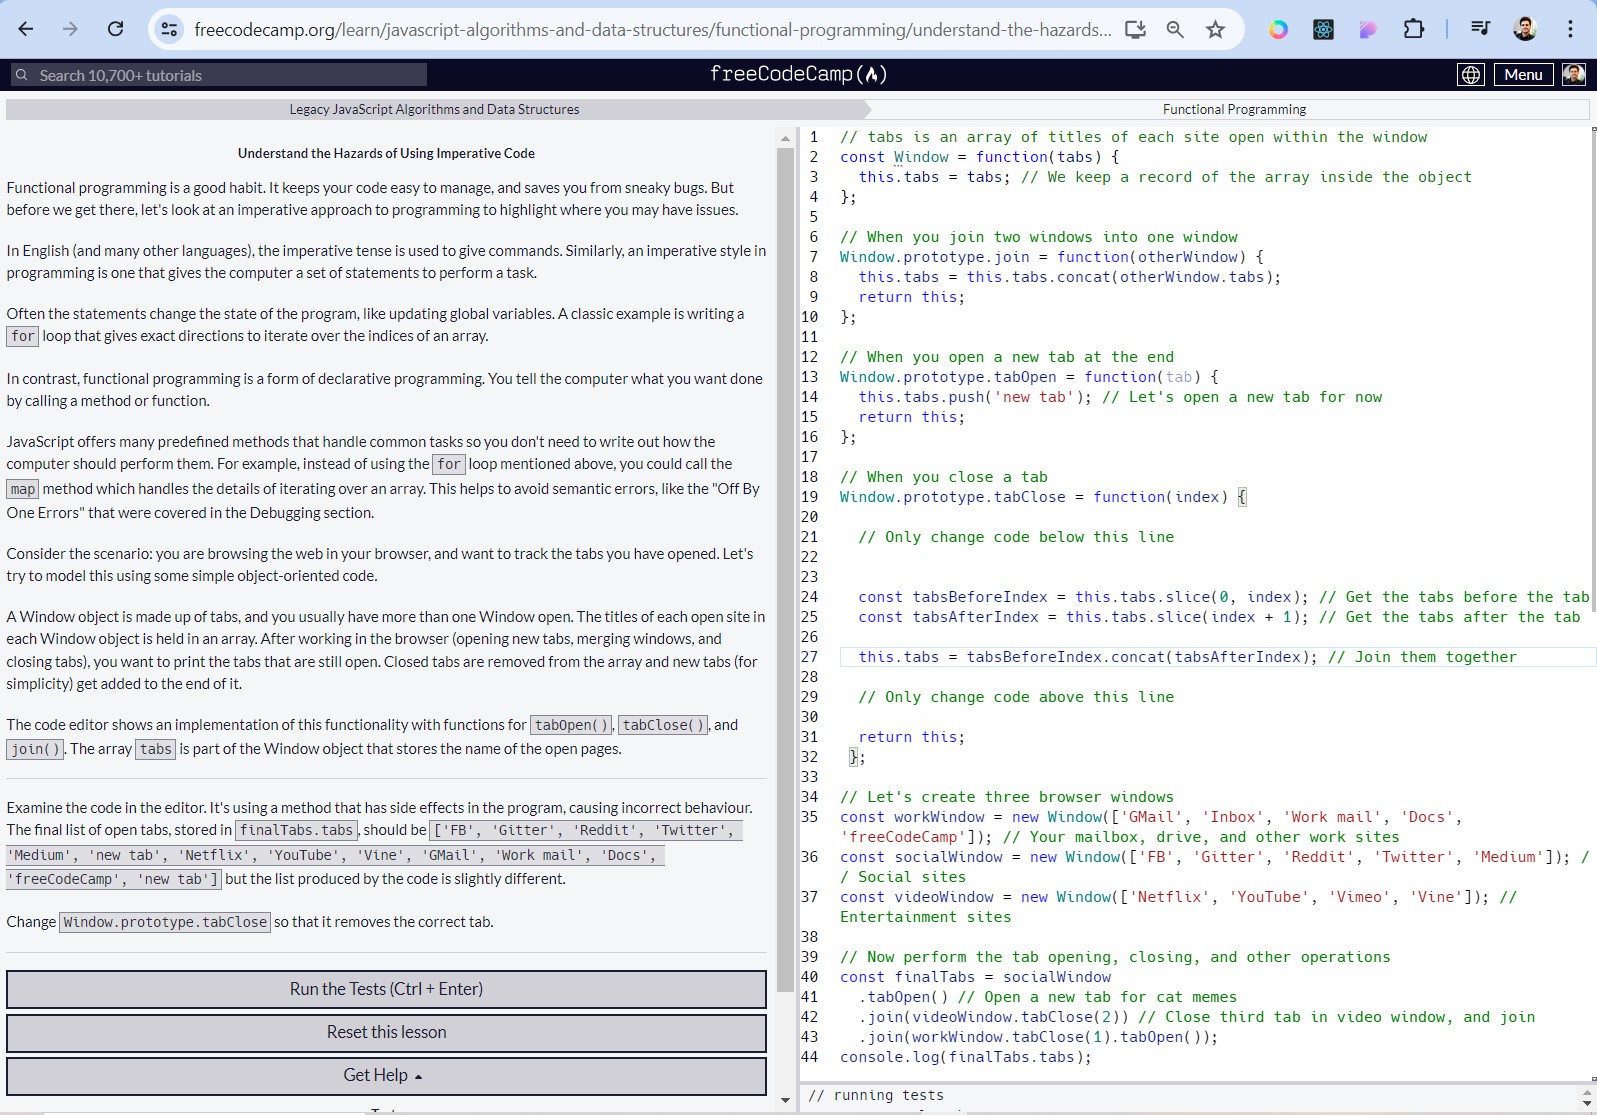 freecodecamp.org/learn/javascript-algorithms-and-data-structures/functional-programming/understand-the-hazards...
Search 10,700+ tutorials
freeCodeCamp
Menu
Legacy JavaScript Algorithms and Data Structures
Functional Programming
Understand the Hazards of Using Imperative Code
Functional programming is a good habit. It keeps your code easy to manage, and saves you from sneaky bugs. But
before we get there, let's look at an imperative approach to programming to highlight where you may have issues.
In English (and many other languages), the imperative tense is used to give commands. Similarly, an imperative style in
programming is one that gives the computer a set of statements to perform a task.
Often the statements change the state of the program, like updating global variables. A classic example is writing a
for loop that gives exact directions to iterate over the indices of an array.
In contrast, functional programming is a form of declarative programming. You tell the computer what you want done
by calling a method or function.
JavaScript offers many predefined methods that handle common tasks so you don't need to write out how the
computer should perform them. For example, instead of using the for loop mentioned above, you could call the
map method which handles the details of iterating over an array. This helps to avoid semantic errors, like the "Off By
One Errors" that were covered in the Debugging section.
Consider the scenario: you are browsing the web in your browser, and want to track the tabs you have opened. Let's
try to model this using some simple object-oriented code.
A Window object is made up of tabs, and you usually have more than one Window open. The titles of each open site in
each Window object is held in an array. After working in the browser (opening new tabs, merging windows, and
closing tabs), you want to print the tabs that are still open. Closed tabs are removed from the array and new tabs (for
simplicity) get added to the end of it.
The code editor shows an implementation of this functionality with functions for tabOpen(), tabClose(), and
join(). The array tabs is part of the Window object that stores the name of the open pages.
Examine the code in the editor. It's using a method that has side effects in the program, causing incorrect behaviour.
The final list of open tabs, stored in finalTabs.tabs, should be ['FB', 'Gitter', 'Reddit', 'Twitter',
'Medium', 'new tab', 'Netflix', 'YouTube', 'Vine', 'GMail', 'Work mail', 'Docs',
'freeCodeCamp', 'new tab'] but the list produced by the code is slightly different.
Change Window.prototype.tabClose so that it removes the correct tab.
Run the Tests (Ctrl + Enter)
Reset this lesson
Get Help
1 // tabs is an array of titles of each site open within the window
2 const Window = function(tabs) {
3 this.tabs = tabs; // We keep a record of the array inside the object
4 };
5
6 // When you join two windows into one window
7 Window.prototype.join = function(otherWindow) {
8 this.tabs = this.tabs.concat(otherWindow.tabs);
9 return this;
10 };
11
12 // When you open a new tab at the end
13 Window.prototype.tabOpen = function(tab) {
14 this.tabs.push('new tab'); // Let's open a new tab for now
15 return this;
16 };
17
18 // When you close a tab
19 Window.prototype.tabClose = function(index) {
20
21 // Only change code below this line
22
23
24 const tabsBeforeIndex = this.tabs.slice(0, index); // Get the tabs before the tab
25 const tabsAfterIndex = this.tabs.slice(index + 1); // Get the tabs after the tab
26
27 this.tabs = tabsBeforeIndex.concat(tabsAfterIndex); // Join them together
28
29 // Only change code above this line
30
31 return this;
32 };
33
34 // Let's create three browser windows
35 const workWindow = new Window(['GMail', 'Inbox', 'Work mail', 'Docs',
'freeCodeCamp']); // Your mailbox, drive, and other work sites
36 const socialWindow = new Window(['FB', 'Gitter', 'Reddit', 'Twitter', 'Medium']); /
/ Social sites
37 const videoWindow = new Window(['Netflix', 'YouTube', 'Vimeo', 'Vine']); //
Entertainment sites
38
39 // Now perform the tab opening, closing, and other operations
40 const finalTabs = socialWindow
41 .tabOpen() // Open a new tab for cat memes
42 .join(videoWindow.tabClose(2)) // Close third tab in video window, and join
43 .join(workWindow.tabClose(1).tabOpen());
44 console.log(finalTabs.tabs);
// running tests